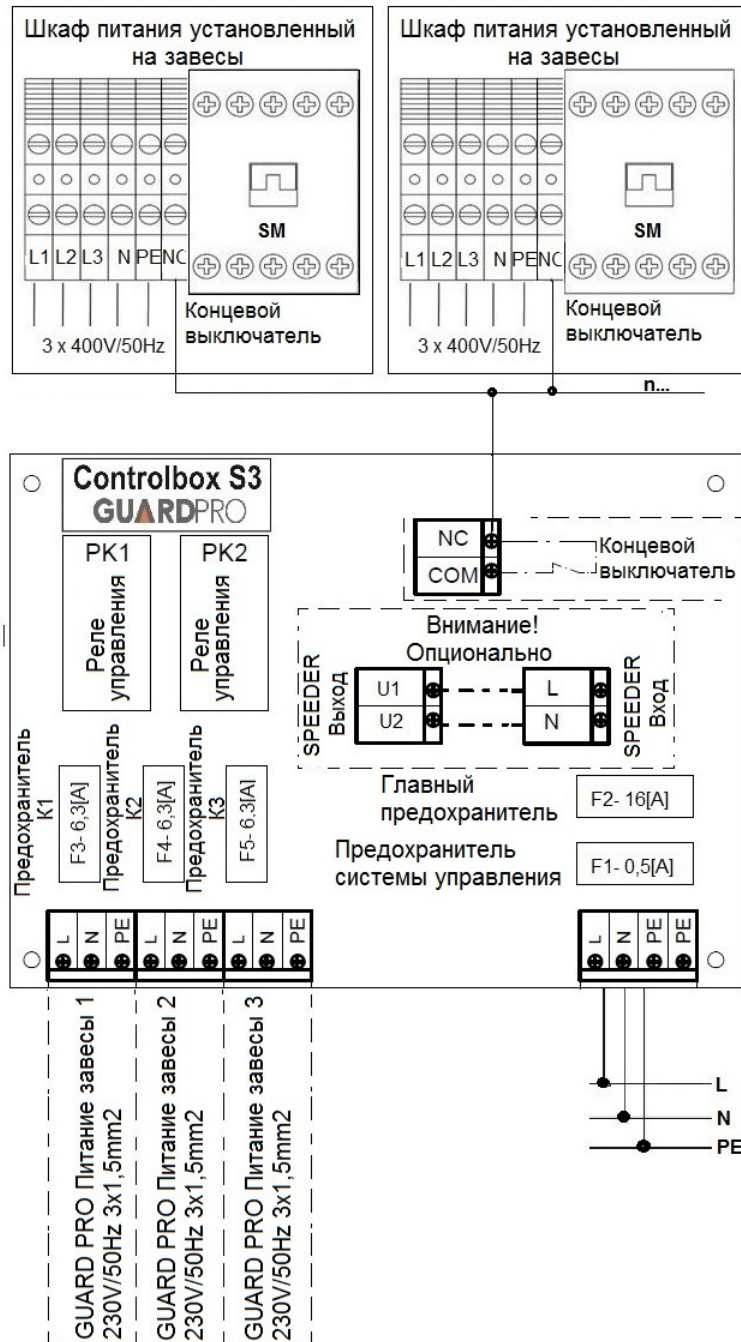 Шкаф питания установленный
на завесы
L1 L2 L3 N PE NC
SM
3 x 400V/50Hz
Концевой
выключатель
Шкаф питания установленный
на завесы
L1 L2 L3 N PE NC
SM
3 x 400V/50Hz
Концевой
выключатель
n...
Controlbox S3
GUARDPRO
PK1
Реле
управления
PK2
Реле
управления
NC
COM
Концевой
выключатель
Внимание!
Опционально
SPEEDER
Выход
U1
U2
L
N
SPEEDER
Вход
Предохранитель
K1
F3- 6,3[A]
Предохранитель
K2
F4- 6,3[A]
Предохранитель
K3
F5- 6.3[A]
Главный
предохранитель
F2- 16[A]
Предохранитель
системы управления
F1- 0,5[A]
L N PE L N PE L N PE
L N PE PE
GUARD PRO Питание завесы 1
230V/50Hz 3x1,5mm2
GUARD PRO Питание завесы 2
230V/50Hz 3x1,5mm2
GUARD PRO Питание завесы 3
230V/50Hz 3x1,5mm2
L
N
PE